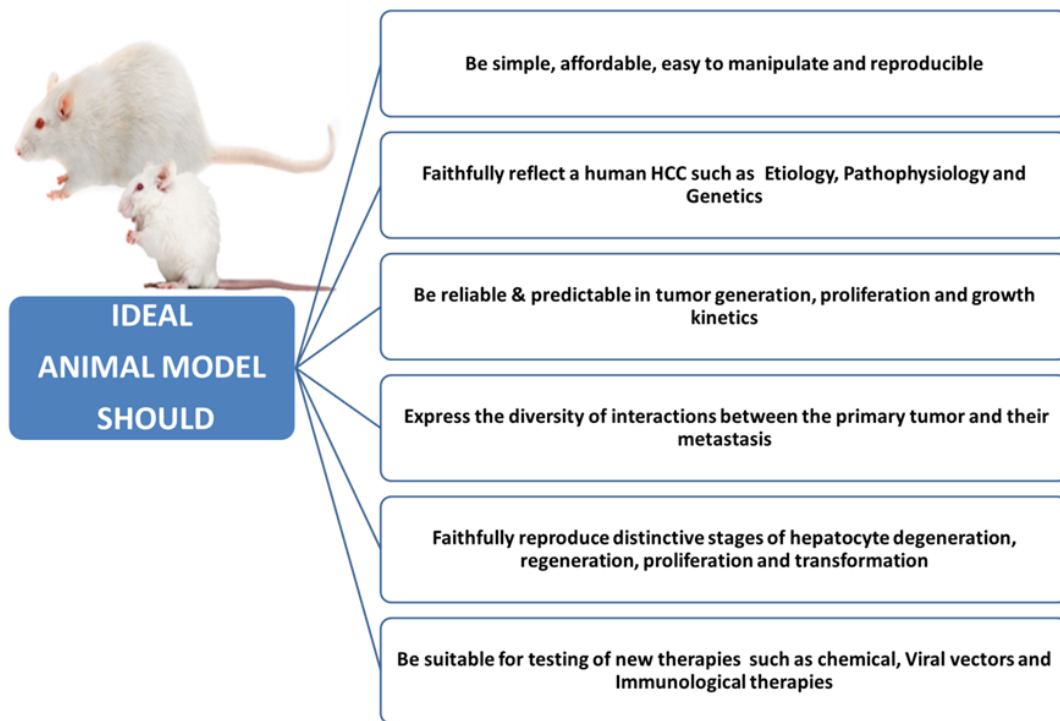 Be simple, affordable, easy to manipulate and reproducible
Faithfully reflect a human HCC such as Etiology, Pathophysiology and
Genetics
Be reliable & predictable in tumor generation, proliferation and growth
kinetics
IDEAL
ANIMAL MODEL
SHOULD
Express the diversity of interactions between the primary tumor and their
metastasis
Faithfully reproduce distinctive stages of hepatocyte degeneration,
regeneration, proliferation and transformation
Be suitable for testing of new therapies such as chemical, Viral vectors and
Immunological therapies